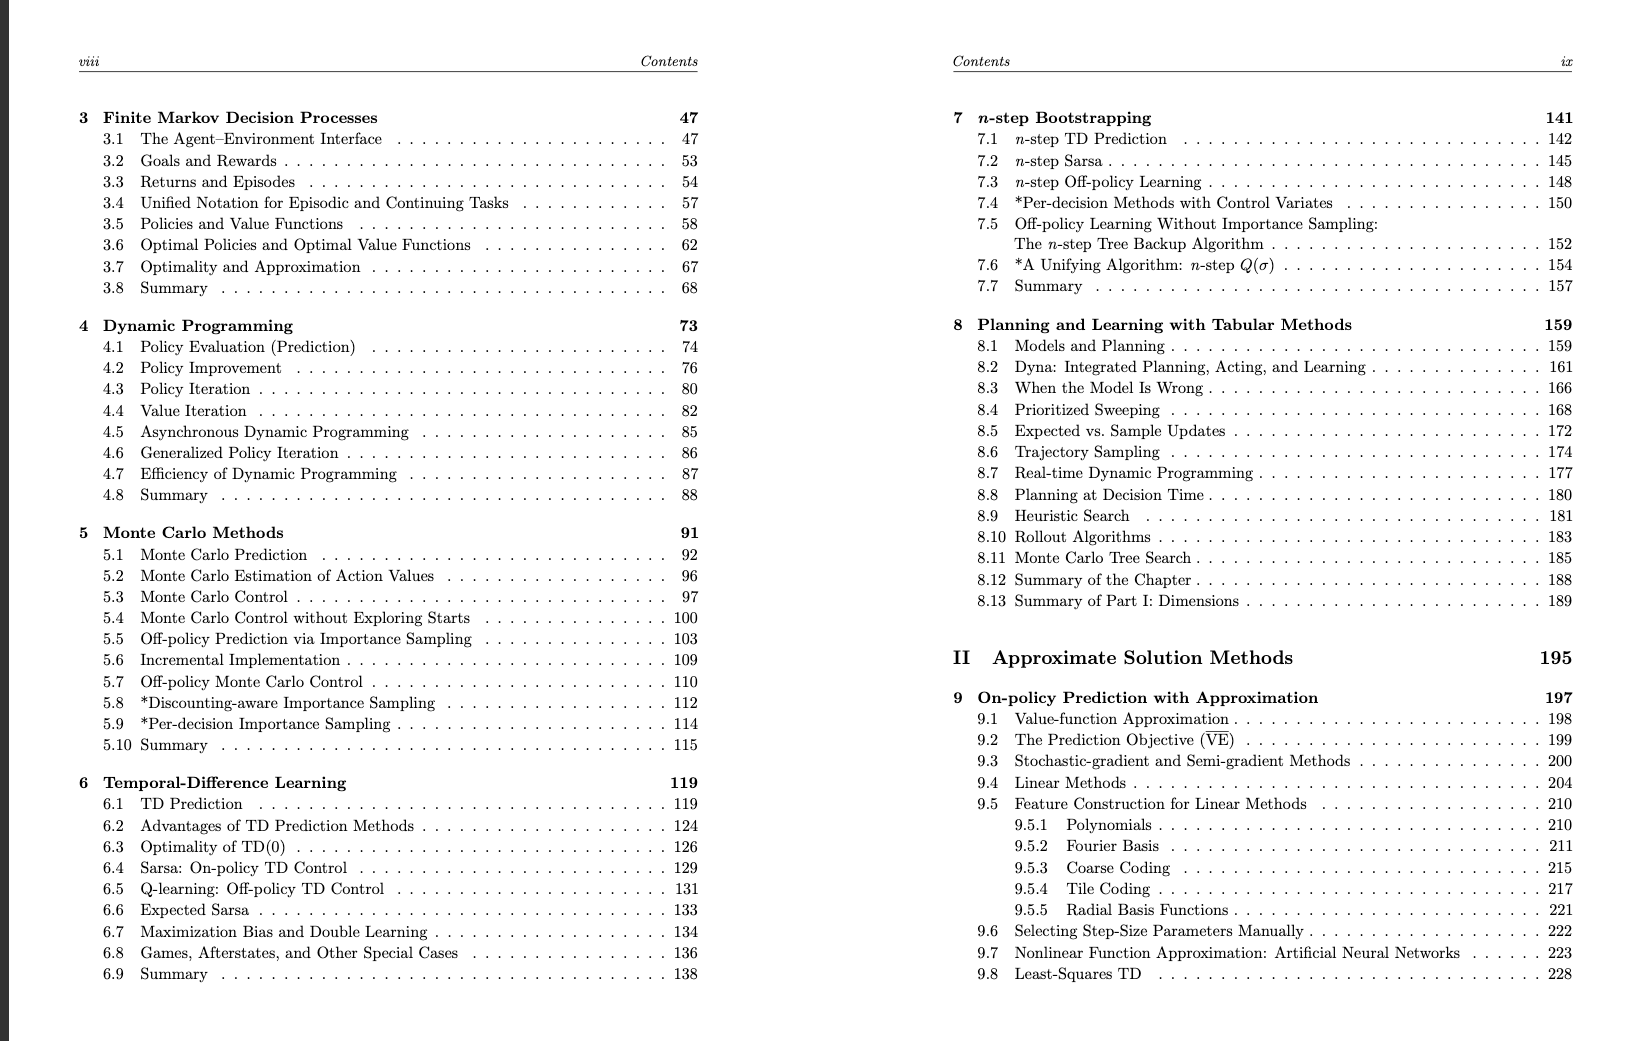 viii Contents
3 Finite Markov Decision Processes 47
3.1 The Agent–Environment Interface . . . . . . . . . . . . . . . . . . . . . . 47
3.2 Goals and Rewards . . . . . . . . . . . . . . . . . . . . . . . . . . . . . . . 53
3.3 Returns and Episodes . . . . . . . . . . . . . . . . . . . . . . . . . . . . . 54
3.4 Unified Notation for Episodic and Continuing Tasks . . . . . . . . . . . . 57
3.5 Policies and Value Functions . . . . . . . . . . . . . . . . . . . . . . . . . 58
3.6 Optimal Policies and Optimal Value Functions . . . . . . . . . . . . . . . 62
3.7 Optimality and Approximation . . . . . . . . . . . . . . . . . . . . . . . . 67
3.8 Summary . . . . . . . . . . . . . . . . . . . . . . . . . . . . . . . . . . . . 68
4 Dynamic Programming 73
4.1 Policy Evaluation (Prediction) . . . . . . . . . . . . . . . . . . . . . . . . 74
4.2 Policy Improvement . . . . . . . . . . . . . . . . . . . . . . . . . . . . . . 76
4.3 Policy Iteration . . . . . . . . . . . . . . . . . . . . . . . . . . . . . . . . . 80
4.4 Value Iteration . . . . . . . . . . . . . . . . . . . . . . . . . . . . . . . . . 82
4.5 Asynchronous Dynamic Programming . . . . . . . . . . . . . . . . . . . . 85
4.6 Generalized Policy Iteration . . . . . . . . . . . . . . . . . . . . . . . . . . 86
4.7 Efficiency of Dynamic Programming . . . . . . . . . . . . . . . . . . . . . 87
4.8 Summary . . . . . . . . . . . . . . . . . . . . . . . . . . . . . . . . . . . . 88
5 Monte Carlo Methods 91
5.1 Monte Carlo Prediction . . . . . . . . . . . . . . . . . . . . . . . . . . . . 92
5.2 Monte Carlo Estimation of Action Values . . . . . . . . . . . . . . . . . . 96
5.3 Monte Carlo Control . . . . . . . . . . . . . . . . . . . . . . . . . . . . . . 97
5.4 Monte Carlo Control without Exploring Starts . . . . . . . . . . . . . . . 100
5.5 Off-policy Prediction via Importance Sampling . . . . . . . . . . . . . . . 103
5.6 Incremental Implementation . . . . . . . . . . . . . . . . . . . . . . . . . . 109
5.7 Off-policy Monte Carlo Control . . . . . . . . . . . . . . . . . . . . . . . . 110
5.8 *Discounting-aware Importance Sampling . . . . . . . . . . . . . . . . . . 112
5.9 *Per-decision Importance Sampling . . . . . . . . . . . . . . . . . . . . . . 114
5.10 Summary . . . . . . . . . . . . . . . . . . . . . . . . . . . . . . . . . . . . 115
6 Temporal-Difference Learning 119
6.1 TD Prediction . . . . . . . . . . . . . . . . . . . . . . . . . . . . . . . . . 119
6.2 Advantages of TD Prediction Methods . . . . . . . . . . . . . . . . . . . . 124
6.3 Optimality of TD(0) . . . . . . . . . . . . . . . . . . . . . . . . . . . . . . 126
6.4 Sarsa: On-policy TD Control . . . . . . . . . . . . . . . . . . . . . . . . . 129
6.5 Q-learning: Off-policy TD Control . . . . . . . . . . . . . . . . . . . . . . 131
6.6 Expected Sarsa . . . . . . . . . . . . . . . . . . . . . . . . . . . . . . . . . 133
6.7 Maximization Bias and Double Learning . . . . . . . . . . . . . . . . . . . 134
6.8 Games, Afterstates, and Other Special Cases . . . . . . . . . . . . . . . . 136
6.9 Summary . . . . . . . . . . . . . . . . . . . . . . . . . . . . . . . . . . . . 138
Contents ix
7 n-step Bootstrapping 141
7.1 n-step TD Prediction . . . . . . . . . . . . . . . . . . . . . . . . . . . . . 142
7.2 n-step Sarsa . . . . . . . . . . . . . . . . . . . . . . . . . . . . . . . . . . . 145
7.3 n-step Off-policy Learning . . . . . . . . . . . . . . . . . . . . . . . . . . . 148
7.4 *Per-decision Methods with Control Variates . . . . . . . . . . . . . . . . 150
7.5 Off-policy Learning Without Importance Sampling:
The n-step Tree Backup Algorithm . . . . . . . . . . . . . . . . . . . . . . 152
7.6 *A Unifying Algorithm: n-step Q(σ) . . . . . . . . . . . . . . . . . . . . . 154
7.7 Summary . . . . . . . . . . . . . . . . . . . . . . . . . . . . . . . . . . . . 157
8 Planning and Learning with Tabular Methods 159
8.1 Models and Planning . . . . . . . . . . . . . . . . . . . . . . . . . . . . . . 159
8.2 Dyna: Integrated Planning, Acting, and Learning . . . . . . . . . . . . . . 161
8.3 When the Model Is Wrong . . . . . . . . . . . . . . . . . . . . . . . . . . . 166
8.4 Prioritized Sweeping . . . . . . . . . . . . . . . . . . . . . . . . . . . . . . 168
8.5 Expected vs. Sample Updates . . . . . . . . . . . . . . . . . . . . . . . . . 172
8.6 Trajectory Sampling . . . . . . . . . . . . . . . . . . . . . . . . . . . . . . 174
8.7 Real-time Dynamic Programming . . . . . . . . . . . . . . . . . . . . . . . 177
8.8 Planning at Decision Time . . . . . . . . . . . . . . . . . . . . . . . . . . . 180
8.9 Heuristic Search . . . . . . . . . . . . . . . . . . . . . . . . . . . . . . . . 181
8.10 Rollout Algorithms . . . . . . . . . . . . . . . . . . . . . . . . . . . . . . . 183
8.11 Monte Carlo Tree Search . . . . . . . . . . . . . . . . . . . . . . . . . . . . 185
8.12 Summary of the Chapter . . . . . . . . . . . . . . . . . . . . . . . . . . . . 188
8.13 Summary of Part I: Dimensions . . . . . . . . . . . . . . . . . . . . . . . . 189
II Approximate Solution Methods 195
9 On-policy Prediction with Approximation 197
9.1 Value-function Approximation . . . . . . . . . . . . . . . . . . . . . . . . . 198
9.2 The Prediction Objective (V̅E̅) . . . . . . . . . . . . . . . . . . . . . . . . 199
9.3 Stochastic-gradient and Semi-gradient Methods . . . . . . . . . . . . . . . 200
9.4 Linear Methods . . . . . . . . . . . . . . . . . . . . . . . . . . . . . . . . . 204
9.5 Feature Construction for Linear Methods . . . . . . . . . . . . . . . . . . 210
9.5.1 Polynomials . . . . . . . . . . . . . . . . . . . . . . . . . . . . . . . 210
9.5.2 Fourier Basis . . . . . . . . . . . . . . . . . . . . . . . . . . . . . . 211
9.5.3 Coarse Coding . . . . . . . . . . . . . . . . . . . . . . . . . . . . . 215
9.5.4 Tile Coding . . . . . . . . . . . . . . . . . . . . . . . . . . . . . . . 217
9.5.5 Radial Basis Functions . . . . . . . . . . . . . . . . . . . . . . . . . 221
9.6 Selecting Step-Size Parameters Manually . . . . . . . . . . . . . . . . . . . 222
9.7 Nonlinear Function Approximation: Artificial Neural Networks . . . . . . 223
9.8 Least-Squares TD . . . . . . . . . . . . . . . . . . . . . . . . . . . . . . . 228